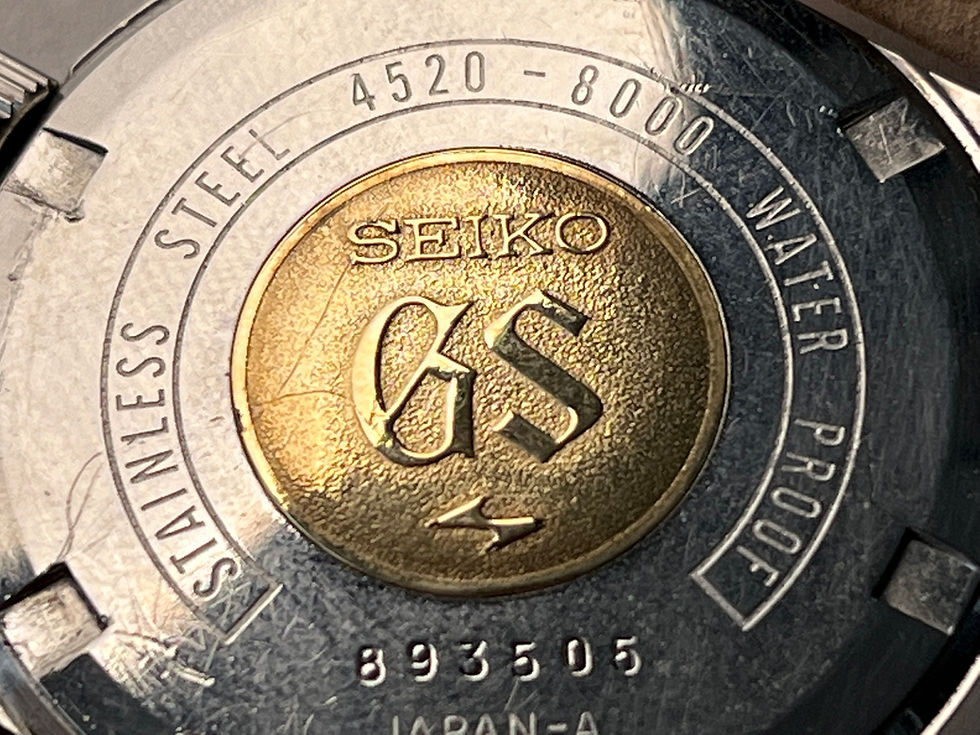 STAINLESS STEEL 4520-8000 WATER PROOF
SEIKO
GS
893505
JAPAN-A